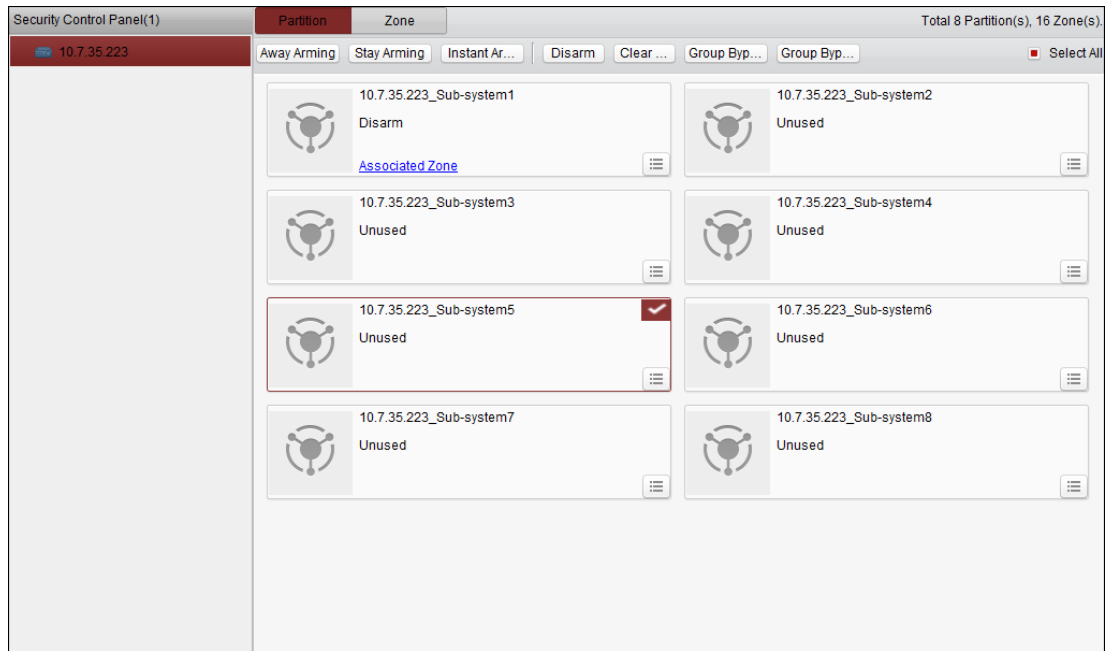 Security Control Panel(1)
Partition Zone Total 8 Partition(s), 16 Zone(s).
10.7.35.223
Away Arming Stay Arming Instant Ar... Disarm Clear ... Group Byp... Group Byp... Select All
10.7.35.223_Sub-system1
Disarm
Associated Zone
10.7.35.223_Sub-system2
Unused
10.7.35.223_Sub-system3
Unused
10.7.35.223_Sub-system4
Unused
10.7.35.223_Sub-system5
Unused
10.7.35.223_Sub-system6
Unused
10.7.35.223_Sub-system7
Unused
10.7.35.223_Sub-system8
Unused